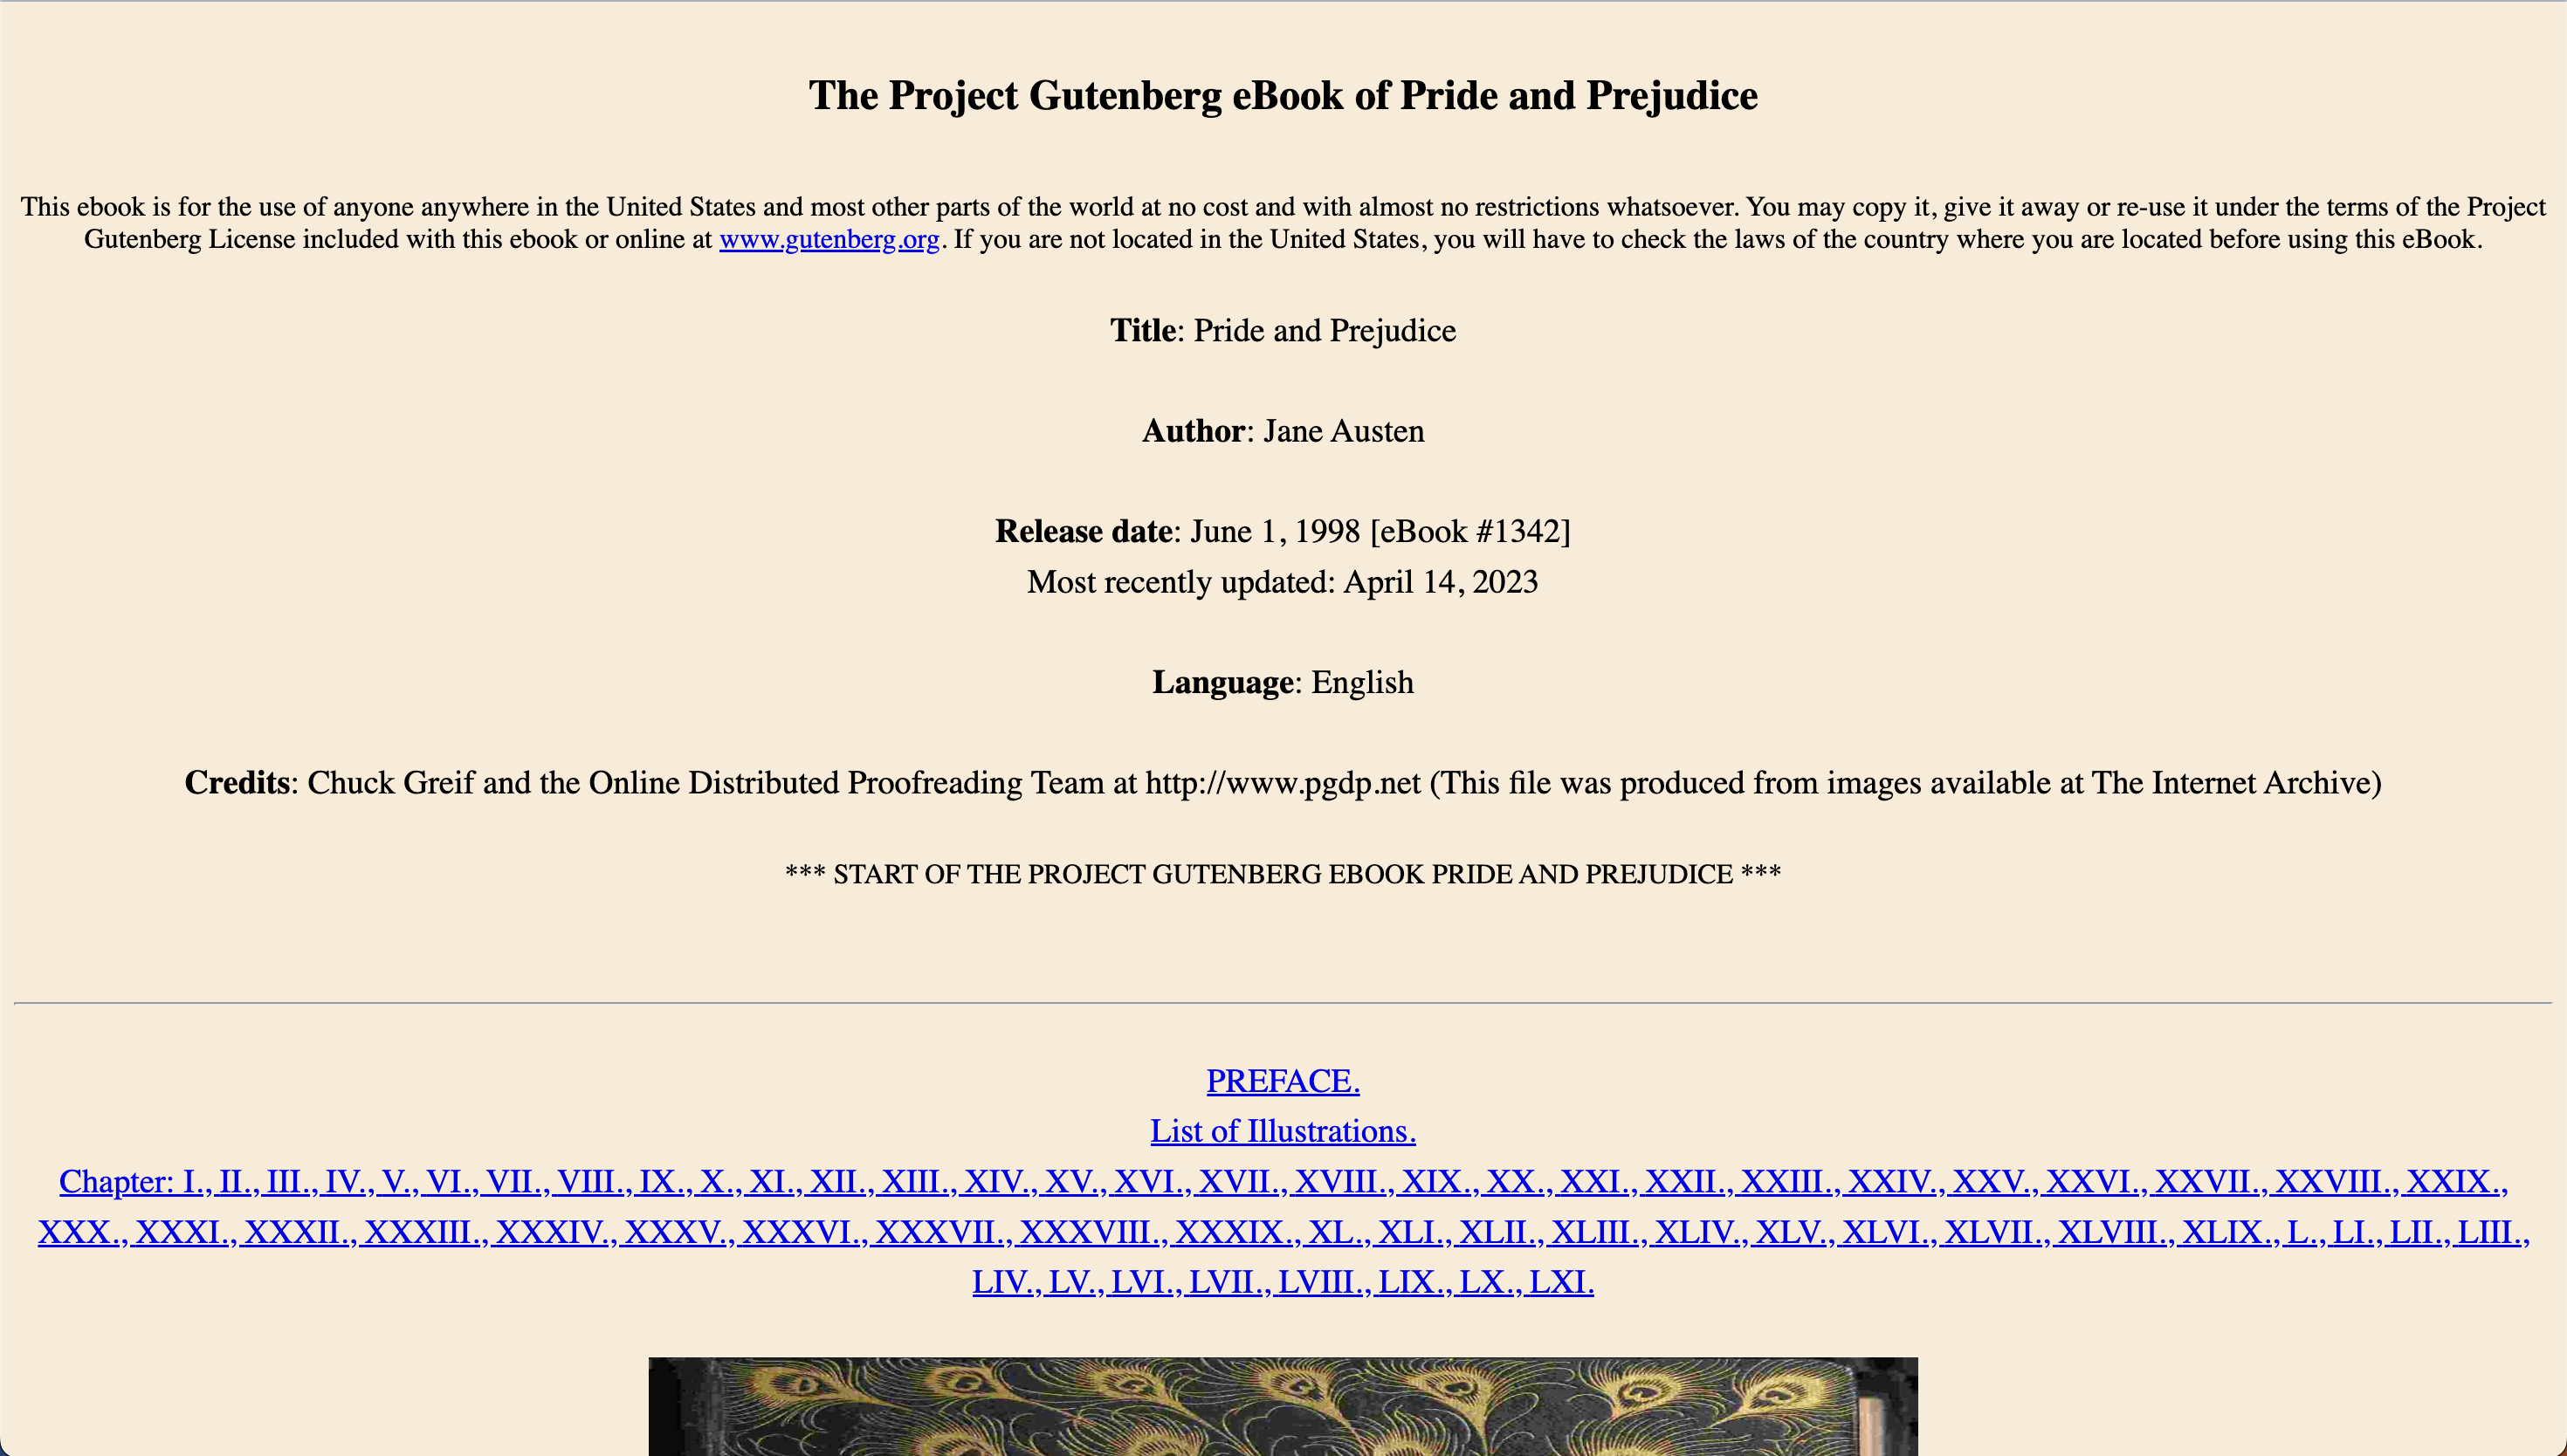 The Project Gutenberg eBook of Pride and Prejudice
This ebook is for the use of anyone anywhere in the United States and most other parts of the world at no cost and with almost no restrictions whatsoever. You may copy it, give it away or re-use it under the terms of the Project
Gutenberg License included with this ebook or online at www.gutenberg.org. If you are not located in the United States, you will have to check the laws of the country where you are located before using this eBook.
Title: Pride and Prejudice
Author: Jane Austen
Release date: June 1, 1998 [eBook #1342]
Most recently updated: April 14, 2023
Language: English
Credits: Chuck Greif and the Online Distributed Proofreading Team at http://www.pgdp.net (This file was produced from images available at The Internet Archive)
*** START OF THE PROJECT GUTENBERG EBOOK PRIDE AND PREJUDICE ***
PREFACE.
List of Illustrations.
Chapter: I., II., III., IV., V., VI., VII., VIII., IX., X., XI., XII., XIII., XIV., XV., XVI., XVII., XVIII., XIX., XX., XXI., XXII., XXIII., XXIV., XXV., XXVI., XXVII., XXVIII., XXIX.,
XXX., XXXI., XXXII., XXXIII., XXXIV., XXXV., XXXVI., XXXVII., XXXVIII., XXXIX., XL., XLI., XLII., XLIII., XLIV., XLV., XLVI., XLVII., XLVIII., XLIX., L., LI., LII., LIII.,
LIV., LV., LVI., LVII., LVIII., LIX., LX., LXI.